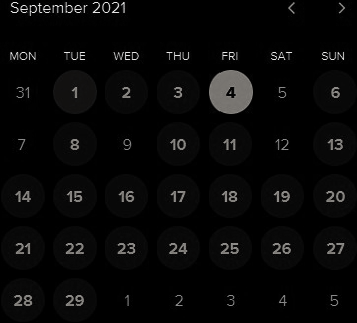 September 2021
MON TUE WED THU FRI SAT SUN
31 1 2 3 4 5 6
7 8 9 10 11 12 13
14 15 16 17 18 19 20
21 22 23 24 25 26 27
28 29 1 2 3 4 5